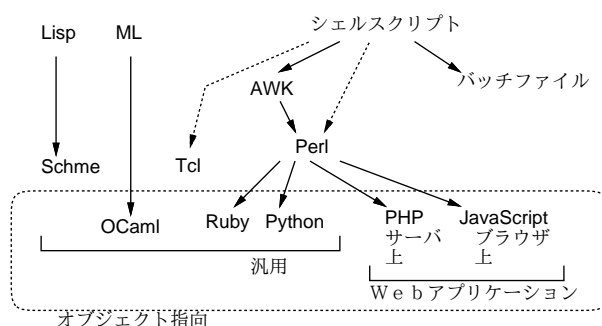 Lisp ML シェルスクリプト
AWK バッチファイル
Perl
Schme Tcl
OCaml Ruby Python PHP JavaScript
サーバ ブラウザ
上 上
汎用
Ｗｅｂアプリケーション
オブジェクト指向